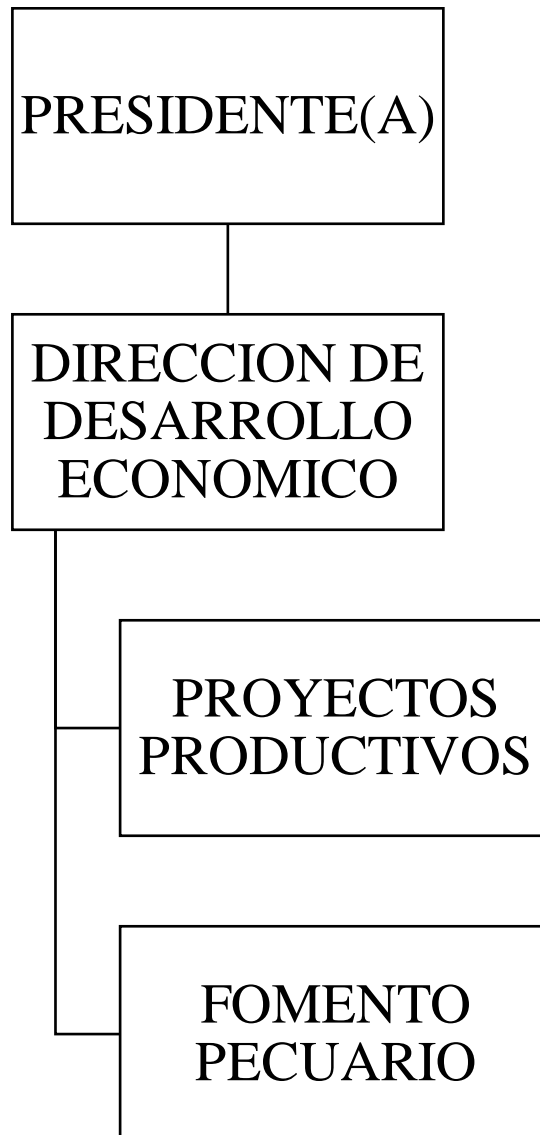 PRESIDENTE(A)
DIRECCION DE
DESARROLLO
ECONOMICO
PROYECTOS
PRODUCTIVOS
FOMENTO
PECUARIO